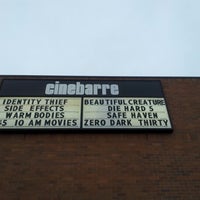 cinebarre
IDENTITY THIEF
SIDE EFFECTS
WARM BODIES
$5 10 AM MOVIES
BEAUTIFUL CREATURE
DIE HARD 5
SAFE HAVEN
ZERO DARK THIRTY